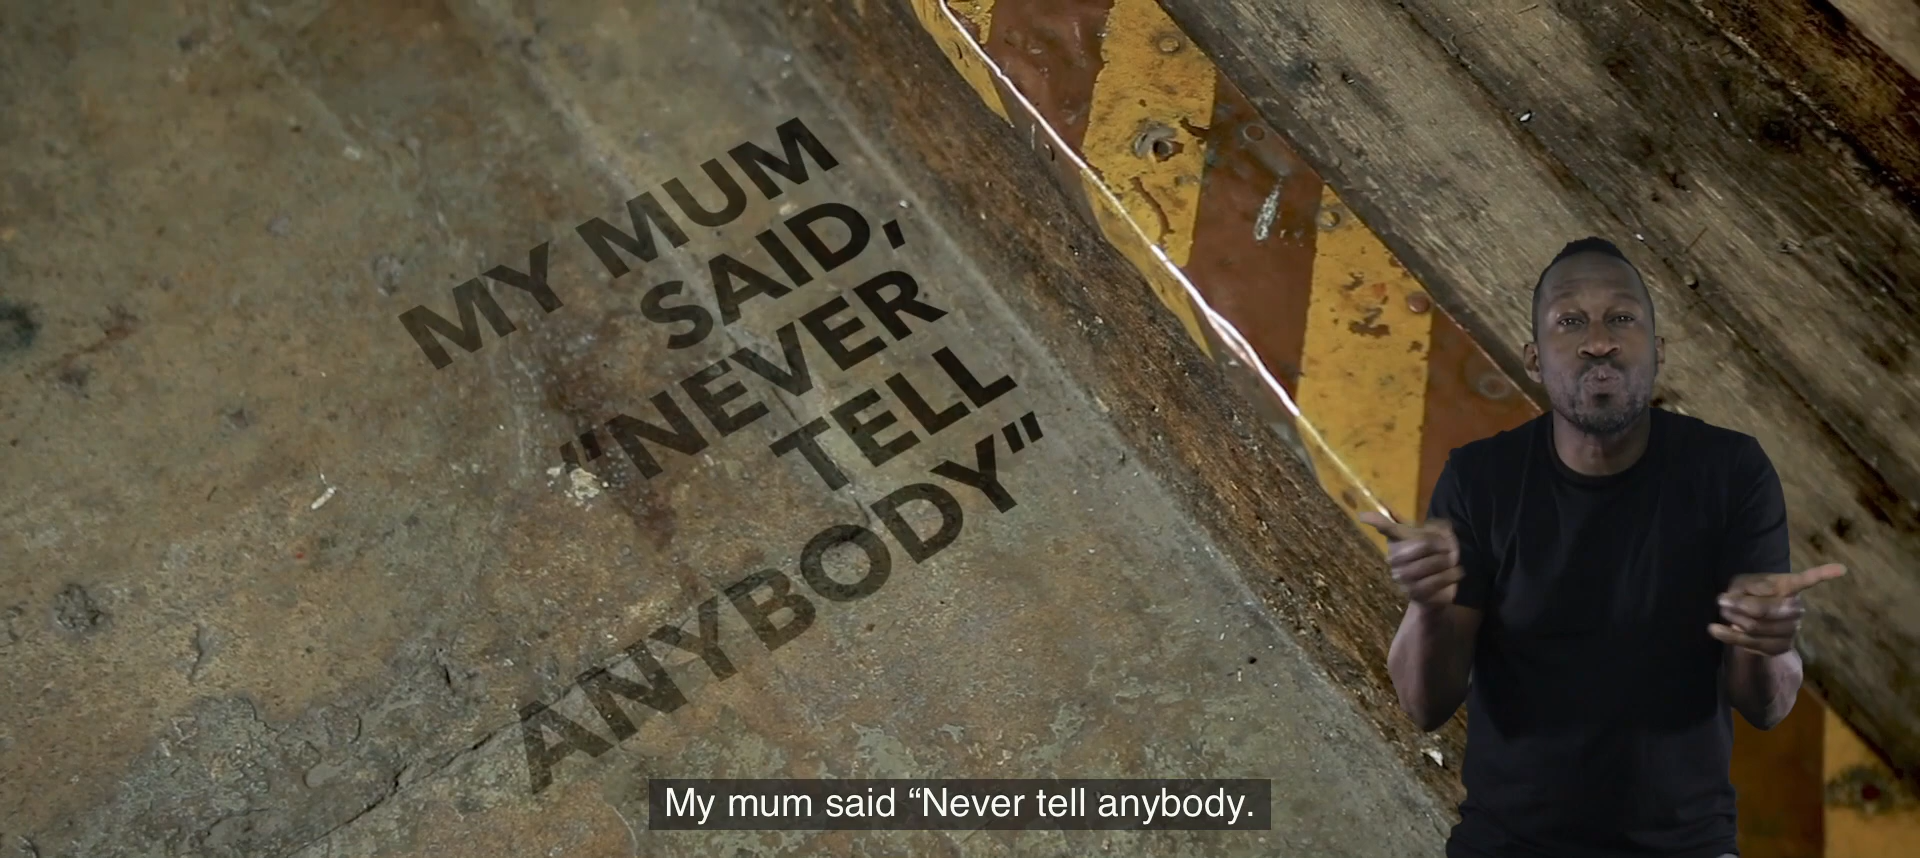 MY MUM
SAID,
"NEVER
TELL
ANYBODY"
My mum said “Never tell anybody.